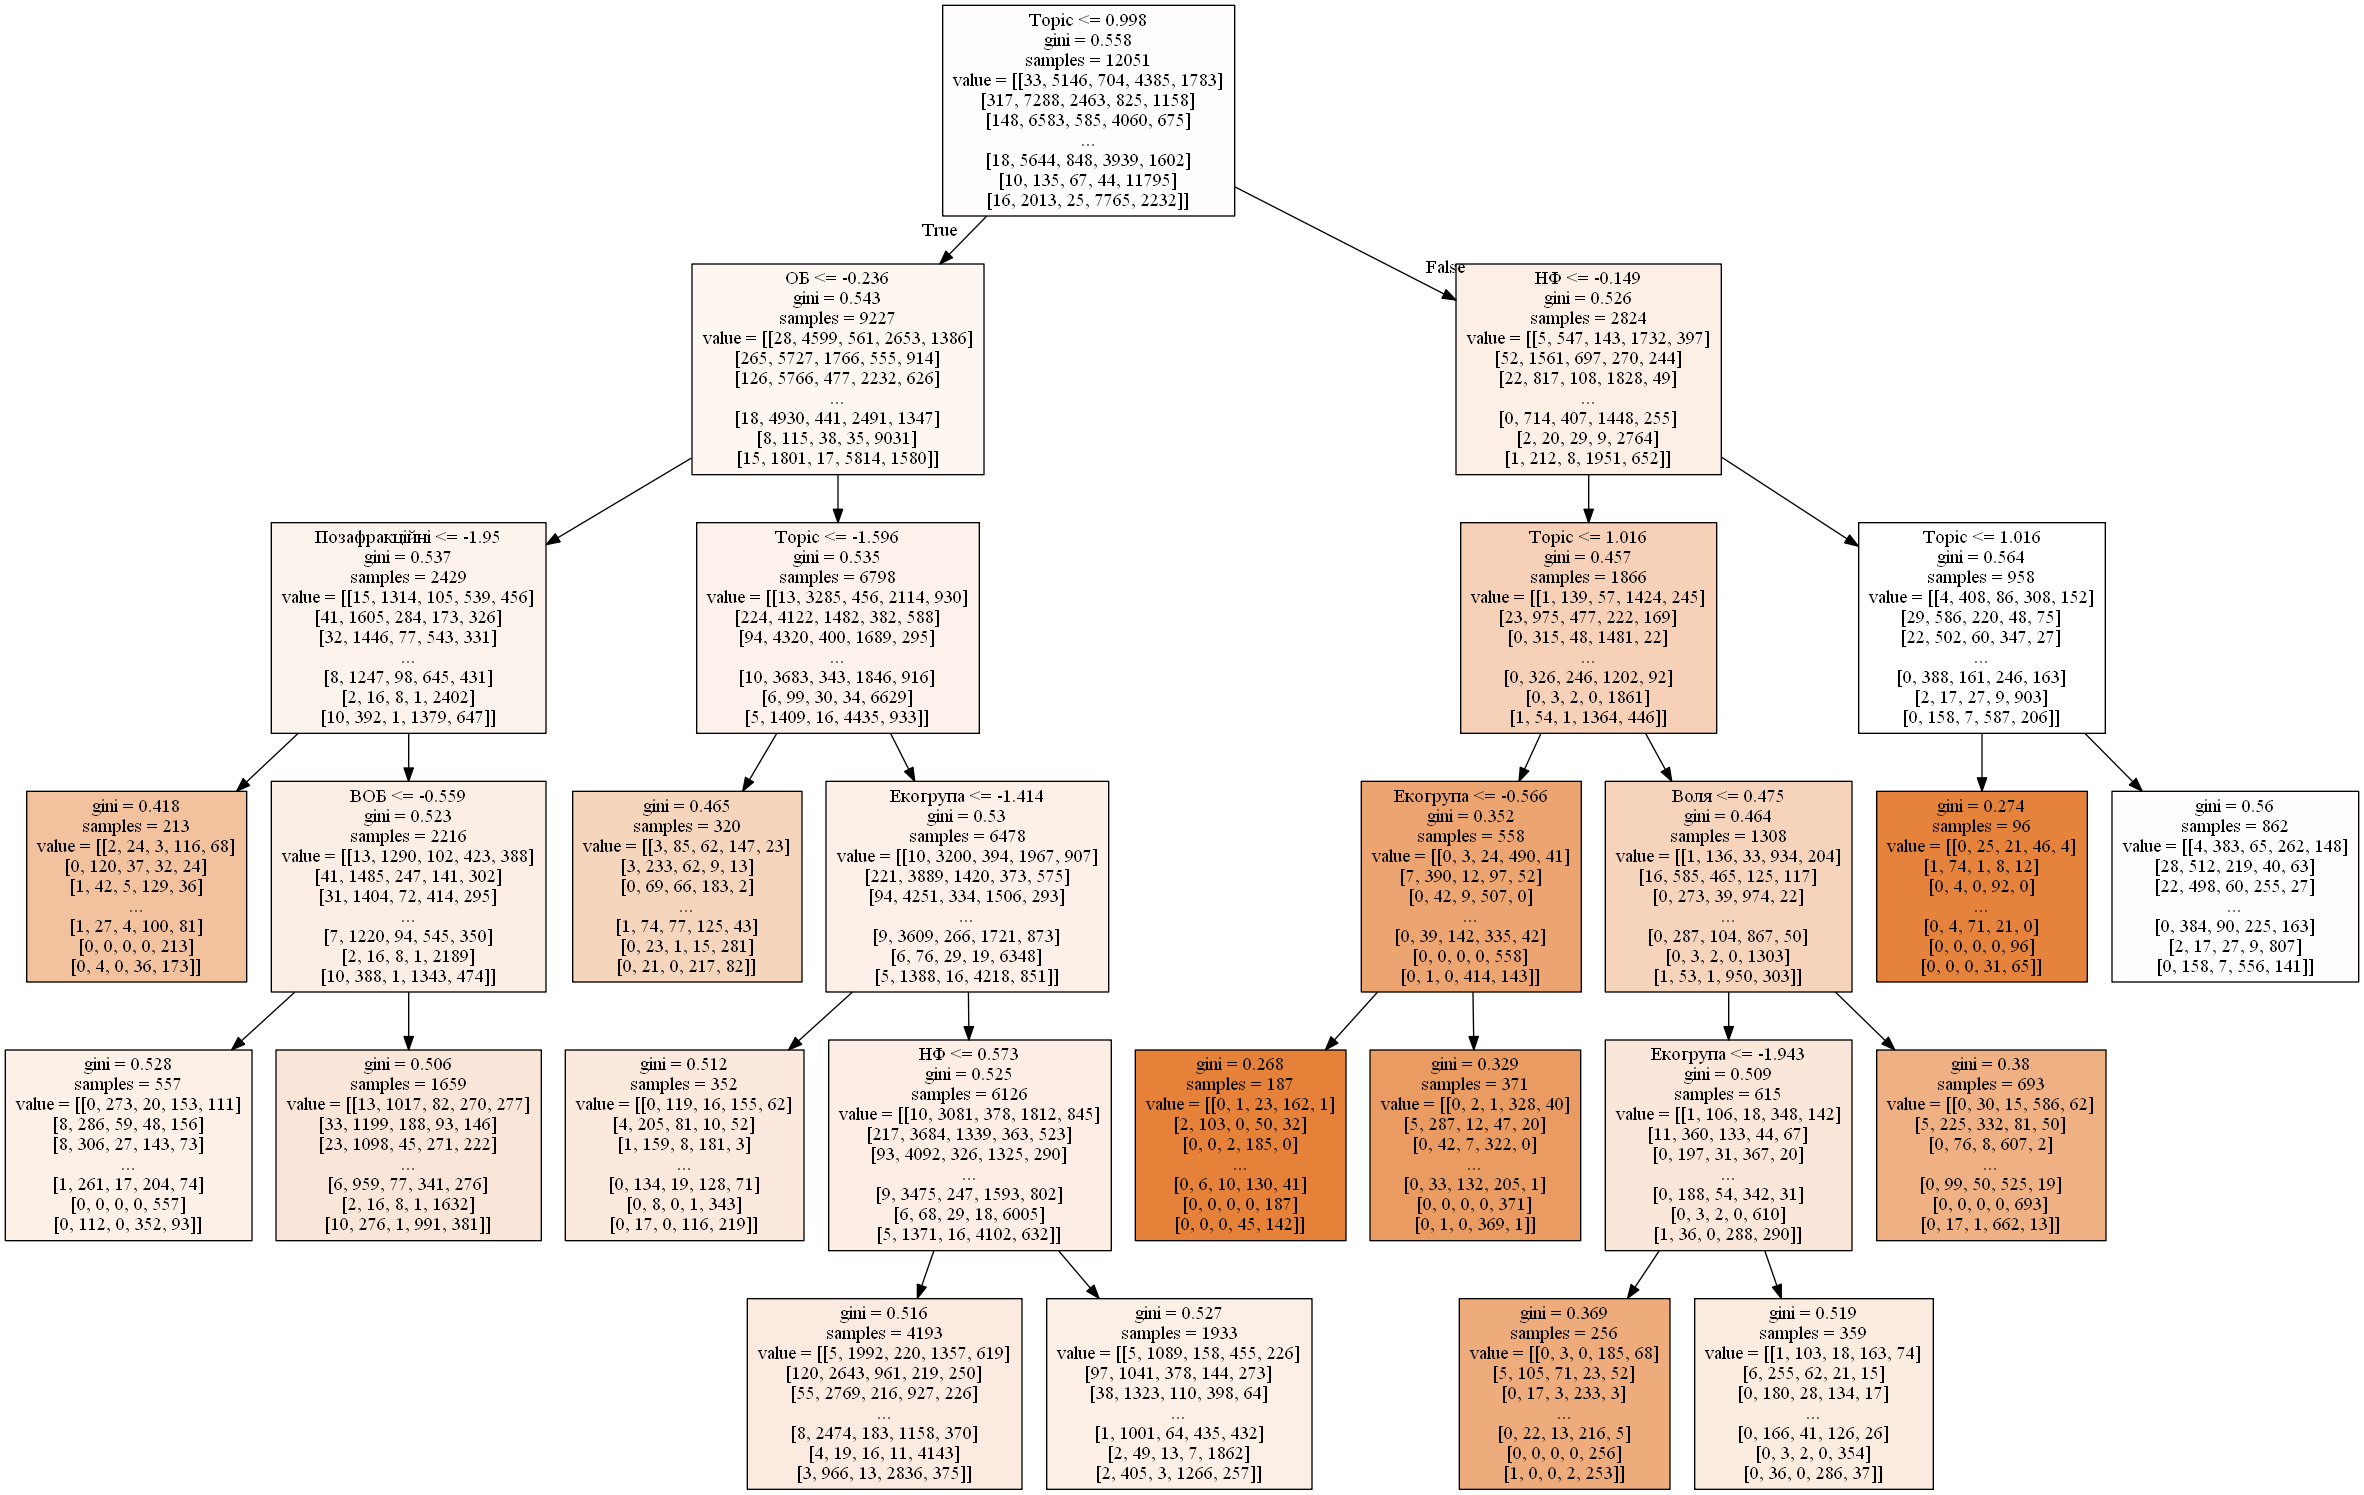 Topic <= 0.998
gini = 0.558
samples = 12051
value = [[33, 5146, 704, 4385, 1783]
[317, 7288, 2463, 825, 1158]
[148, 6583, 585, 4060, 675]
...
[18, 5644, 848, 3939, 1602]
[10, 135, 67, 44, 11795]
[16, 2013, 25, 7765, 2232]]
True
False
ОБ <= -0.236
gini = 0.543
samples = 9227
value = [[28, 4599, 561, 2653, 1386]
[265, 5727, 1766, 555, 914]
[126, 5766, 477, 2232, 626]
...
[18, 4930, 441, 2491, 1347]
[8, 115, 38, 35, 9031]
[15, 1801, 17, 5814, 1580]]
НФ <= -0.149
gini = 0.526
samples = 2824
value = [[5, 547, 143, 1732, 397]
[52, 1561, 697, 270, 244]
[22, 817, 108, 1828, 49]
...
[0, 714, 407, 1448, 255]
[2, 20, 29, 9, 2764]
[1, 212, 8, 1951, 652]]
Позафракційні <= -1.95
gini = 0.537
samples = 2429
value = [[15, 1314, 105, 539, 456]
[41, 1605, 284, 173, 326]
[32, 1446, 77, 543, 331]
...
[8, 1247, 98, 645, 431]
[2, 16, 8, 1, 2402]
[10, 392, 1, 1379, 647]]
Topic <= -1.596
gini = 0.535
samples = 6798
value = [[13, 3285, 456, 2114, 930]
[224, 4122, 1482, 382, 588]
[94, 4320, 400, 1689, 295]
...
[10, 3683, 343, 1846, 916]
[6, 99, 30, 34, 6629]
[5, 1409, 16, 4435, 933]]
Topic <= 1.016
gini = 0.457
samples = 1866
value = [[1, 139, 57, 1424, 245]
[23, 975, 477, 222, 169]
[0, 315, 48, 1481, 22]
...
[0, 326, 246, 1202, 92]
[0, 3, 2, 0, 1861]
[1, 54, 1, 1364, 446]]
Topic <= 1.016
gini = 0.564
samples = 958
value = [[4, 408, 86, 308, 152]
[29, 586, 220, 48, 75]
[22, 502, 60, 347, 27]
...
[0, 388, 161, 246, 163]
[2, 17, 27, 9, 903]
[0, 158, 7, 587, 206]]
gini = 0.418
samples = 213
value = [[2, 24, 3, 116, 68]
[0, 120, 37, 32, 24]
[1, 42, 5, 129, 36]
...
[1, 27, 4, 100, 81]
[0, 0, 0, 0, 213]
[0, 4, 0, 36, 173]]
ВОБ <= -0.559
gini = 0.523
samples = 2216
value = [[13, 1290, 102, 423, 388]
[41, 1485, 247, 141, 302]
[31, 1404, 72, 414, 295]
...
[7, 1220, 94, 545, 350]
[2, 16, 8, 1, 2189]
[10, 388, 1, 1343, 474]]
gini = 0.465
samples = 320
value = [[3, 85, 62, 147, 23]
[3, 233, 62, 9, 13]
[0, 69, 66, 183, 2]
...
[1, 74, 77, 125, 43]
[0, 23, 1, 15, 281]
[0, 21, 0, 217, 82]]
Екогрупа <= -1.414
gini = 0.53
samples = 6478
value = [[10, 3200, 394, 1967, 907]
[221, 3889, 1420, 373, 575]
[94, 4251, 334, 1506, 293]
...
[9, 3609, 266, 1721, 873]
[6, 76, 29, 19, 6348]
[5, 1388, 16, 4218, 851]]
Екогрупа <= -0.566
gini = 0.352
samples = 558
value = [[0, 3, 24, 490, 41]
[7, 390, 12, 97, 52]
[0, 42, 9, 507, 0]
...
[0, 39, 142, 335, 42]
[0, 0, 0, 0, 558]
[0, 1, 0, 414, 143]]
Воля <= 0.475
gini = 0.464
samples = 1308
value = [[1, 136, 33, 934, 204]
[16, 585, 465, 125, 117]
[0, 273, 39, 974, 22]
...
[0, 287, 104, 867, 50]
[0, 3, 2, 0, 1303]
[1, 53, 1, 950, 303]]
gini = 0.274
samples = 96
value = [[0, 25, 21, 46, 4]
[1, 74, 1, 8, 12]
[0, 4, 0, 92, 0]
...
[0, 4, 71, 21, 0]
[0, 0, 0, 0, 96]
[0, 0, 0, 31, 65]]
gini = 0.56
samples = 862
value = [[4, 383, 65, 262, 148]
[28, 512, 219, 40, 63]
[22, 498, 60, 255, 27]
...
[0, 384, 90, 225, 163]
[2, 17, 27, 9, 807]
[0, 158, 7, 556, 141]]
gini = 0.528
samples = 557
value = [[0, 273, 20, 153, 111]
[8, 286, 59, 48, 156]
[8, 306, 27, 143, 73]
...
[1, 261, 17, 204, 74]
[0, 0, 0, 0, 557]
[0, 112, 0, 352, 93]]
gini = 0.506
samples = 1659
value = [[13, 1017, 82, 270, 277]
[33, 1199, 188, 93, 146]
[23, 1098, 45, 271, 222]
...
[6, 959, 77, 341, 276]
[2, 16, 8, 1, 1632]
[10, 276, 1, 991, 381]]
gini = 0.512
samples = 352
value = [[0, 119, 16, 155, 62]
[4, 205, 81, 10, 52]
[1, 159, 8, 181, 3]
...
[0, 134, 19, 128, 71]
[0, 8, 0, 1, 343]
[0, 17, 0, 116, 219]]
НФ <= 0.573
gini = 0.525
samples = 6126
value = [[10, 3081, 378, 1812, 845]
[217, 3684, 1339, 363, 523]
[93, 4092, 326, 1325, 290]
...
[9, 3475, 247, 1593, 802]
[6, 68, 29, 18, 6005]
[5, 1371, 16, 4102, 632]]
gini = 0.268
samples = 187
value = [[0, 1, 23, 162, 1]
[2, 103, 0, 50, 32]
[0, 0, 2, 185, 0]
...
[0, 6, 10, 130, 41]
[0, 0, 0, 0, 187]
[0, 0, 0, 45, 142]]
gini = 0.329
samples = 371
value = [[0, 2, 1, 328, 40]
[5, 287, 12, 47, 20]
[0, 42, 7, 322, 0]
...
[0, 33, 132, 205, 1]
[0, 0, 0, 0, 371]
[0, 1, 0, 369, 1]]
Екогрупа <= -1.943
gini = 0.509
samples = 615
value = [[1, 106, 18, 348, 142]
[11, 360, 133, 44, 67]
[0, 197, 31, 367, 20]
...
[0, 188, 54, 342, 31]
[0, 3, 2, 0, 610]
[1, 36, 0, 288, 290]]
gini = 0.38
samples = 693
value = [[0, 30, 15, 586, 62]
[5, 225, 332, 81, 50]
[0, 76, 8, 607, 2]
...
[0, 99, 50, 525, 19]
[0, 0, 0, 0, 693]
[0, 17, 1, 662, 13]]
gini = 0.516
samples = 4193
value = [[5, 1992, 220, 1357, 619]
[120, 2643, 961, 219, 250]
[55, 2769, 216, 927, 226]
...
[8, 2474, 183, 1158, 370]
[4, 19, 16, 11, 4143]
[3, 966, 13, 2836, 375]]
gini = 0.527
samples = 1933
value = [[5, 1089, 158, 455, 226]
[97, 1041, 378, 144, 273]
[38, 1323, 110, 398, 64]
...
[1, 1001, 64, 435, 432]
[2, 49, 13, 7, 1862]
[2, 405, 3, 1266, 257]]
gini = 0.369
samples = 256
value = [[0, 3, 0, 185, 68]
[5, 105, 71, 23, 52]
[0, 17, 3, 233, 3]
...
[0, 22, 13, 216, 5]
[0, 0, 0, 0, 256]
[1, 0, 0, 2, 253]]
gini = 0.519
samples = 359
value = [[1, 103, 18, 163, 74]
[6, 255, 62, 21, 15]
[0, 180, 28, 134, 17]
...
[0, 166, 41, 126, 26]
[0, 3, 2, 0, 354]
[0, 36, 0, 286, 37]]